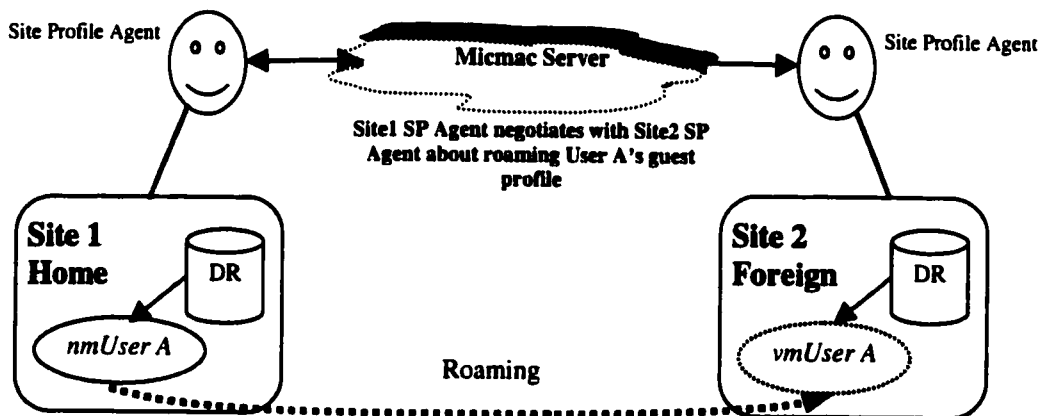 Site Profile Agent
Micmac Server
Site Profile Agent
Site1 SP Agent negotiates with Site2 SP
Agent about roaming User A's guest
profile
Site 1
Home
DR
nmUser A
Site 2
Foreign
DR
vmUser A
Roaming